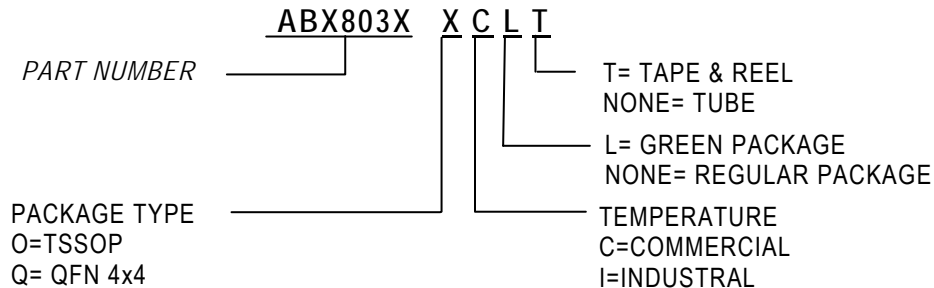 ABX803X X C L T
PART NUMBER
T= TAPE & REEL
NONE= TUBE
L= GREEN PACKAGE
NONE= REGULAR PACKAGE
PACKAGE TYPE
O=TSSOP
Q= QFN 4x4
TEMPERATURE
C=COMMERCIAL
I=INDUSTRAL